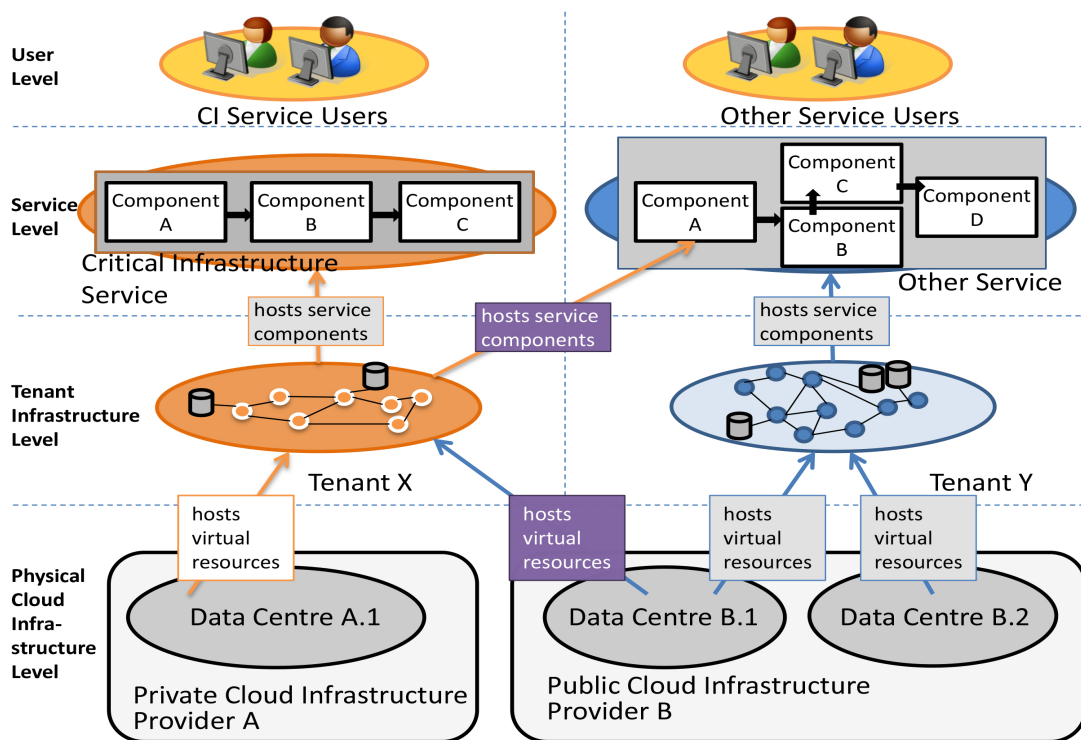 User
Level
CI Service Users
Other Service Users
Service
Level
Component
A
Component
B
Component
C
Critical Infrastructure
Service
Component
A
Component
C
Component
B
Component
D
Other Service
hosts service
components
hosts service
components
hosts service
components
Tenant
Infrastructure
Level
Tenant X
Tenant Y
hosts
virtual
resources
hosts
virtual
resources
hosts
virtual
resources
hosts
virtual
resources
Physical
Cloud
Infra-
structure
Level
Data Centre A.1
Data Centre B.1
Data Centre B.2
Private Cloud Infrastructure
Provider A
Public Cloud Infrastructure
Provider B